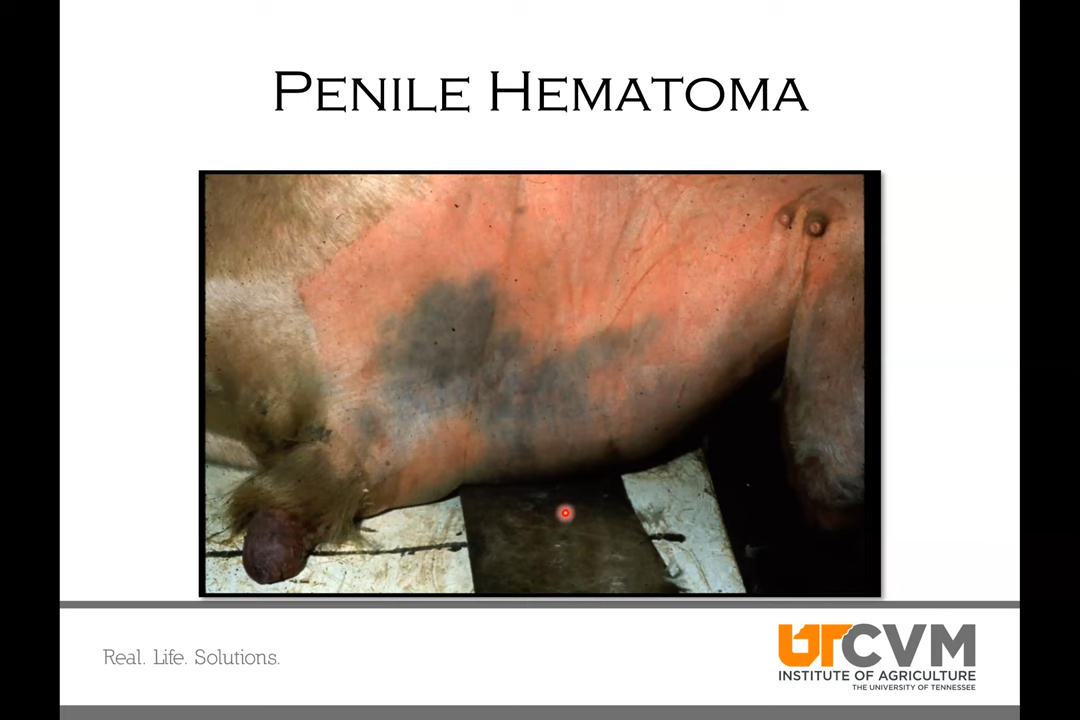 PENILE HEMATOMA
Real. Life. Solutions.
UTCVM
INSTITUTE OF AGRICULTURE
THE UNIVERSITY OF TENNESSEE